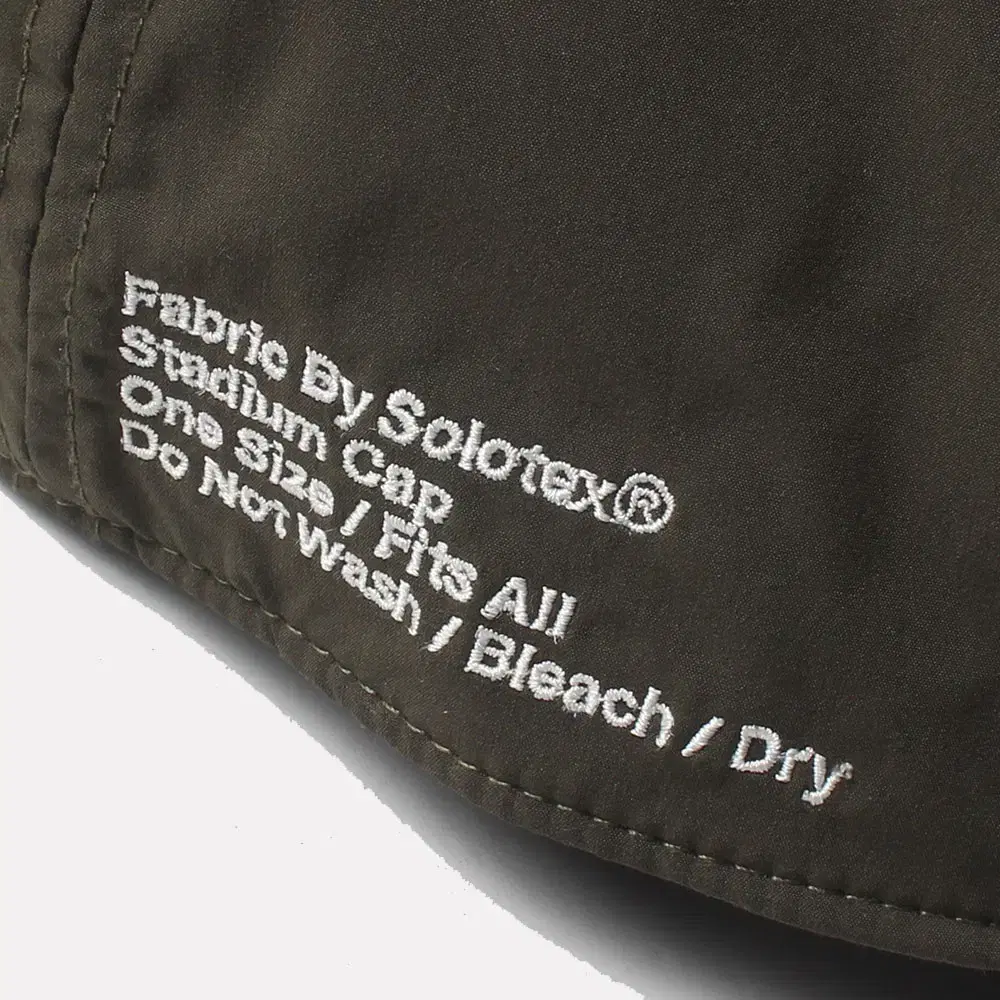 Fabric By Solotex®
Stadium Cap
One Size / Fits All
Do Not Wash / Bleach / Dry